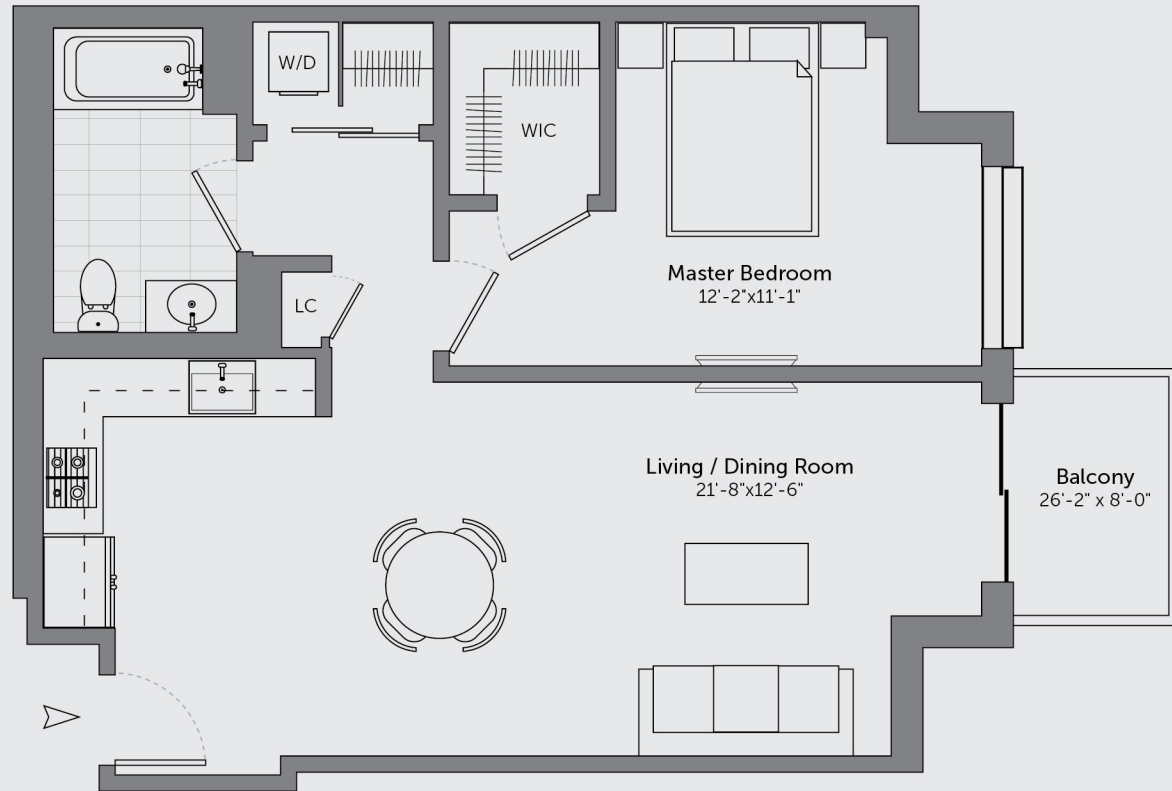 W/D
WIC
Master Bedroom
12'-2"x11'-1"
LC
Living / Dining Room
21'-8"x12'-6"
Balcony
26'-2" x 8'-0"